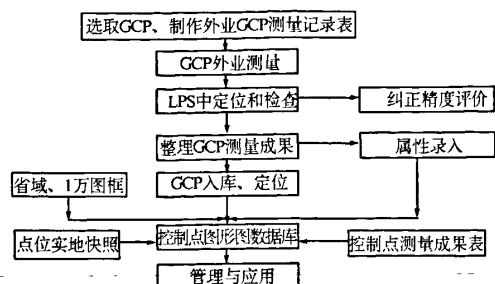 选取GCP、制作外业GCP测量记录表
GCP外业测量
LPS中定位和检查
纠正精度评价
整理GCP测量成果
属性录入
省域、1万图框
GCP入库、定位
点位实地快照
控制点图形图数据库
控制点测量成果表
管理与应用